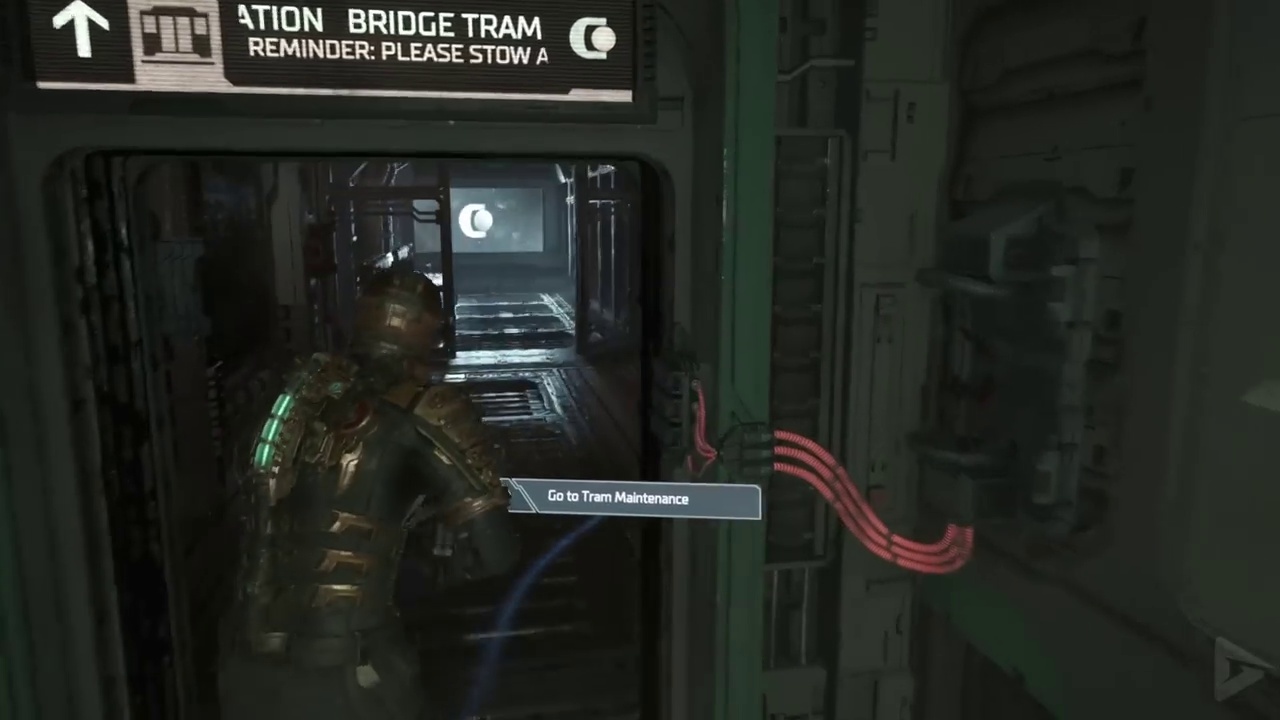 ATION BRIDGE TRAM
REMINDER: PLEASE STOW A
Go to Tram Maintenance